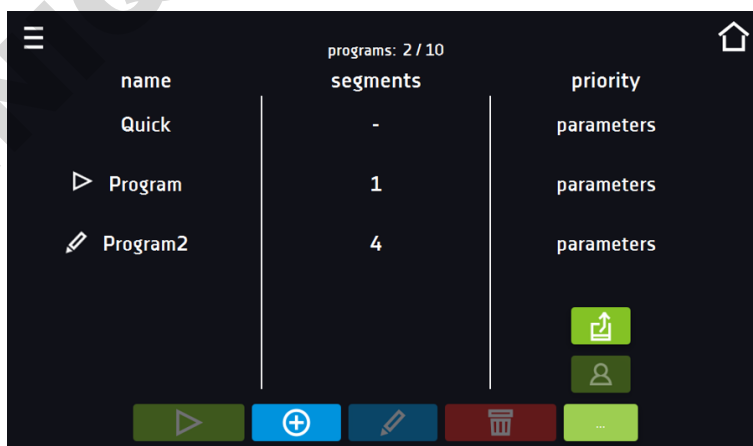 programs: 2 / 10
name segments priority
Quick - parameters
Program 1 parameters
Program2 4 parameters
...